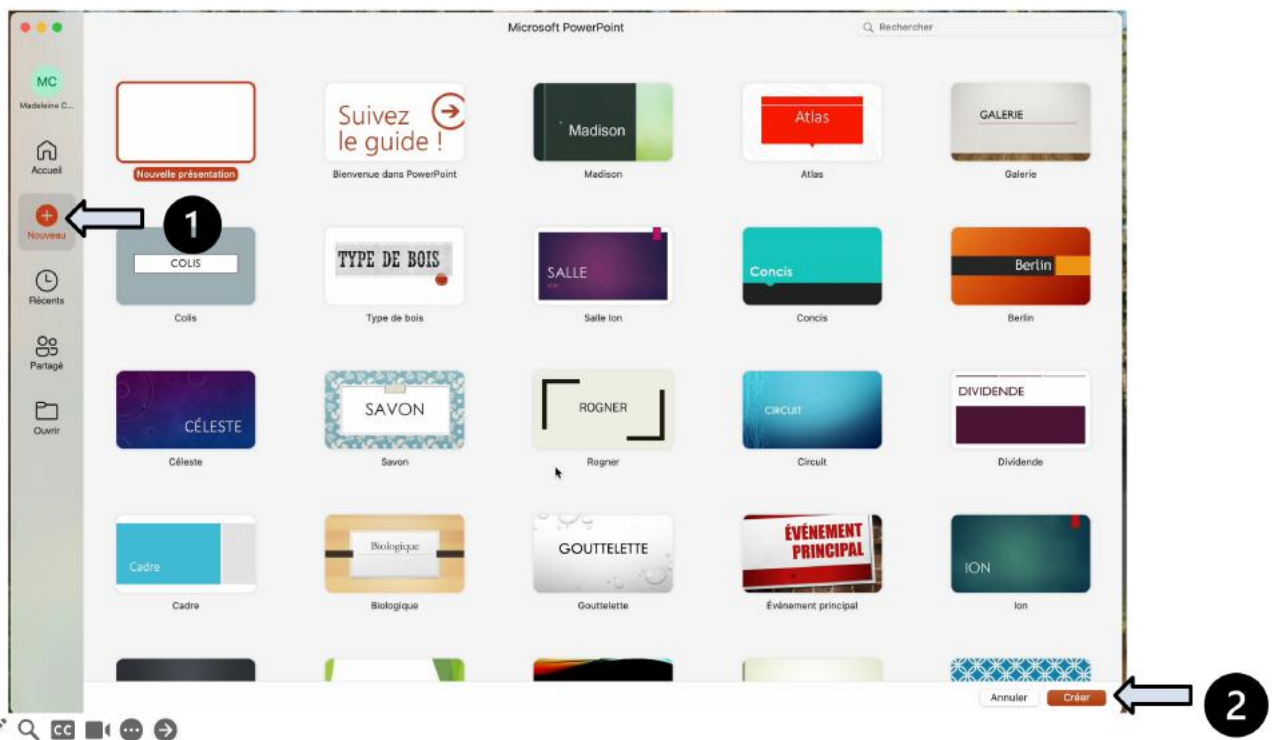 Microsoft PowerPoint
Rechercher
MC
Madeleine C...
Accueil
Nouveau
Récents
Partagé
Ouvrir
1
Nouvelle présentation
Suivez
le guide !
Bienvenue dans PowerPoint
Madison
Madison
Atlas
Atlas
GALERIE
Galerie
COLIS
Colis
TYPE DE BOIS
Type de bois
SALLE
ION
Salle Ion
Concis
Concis
Berlin
Berlin
CÉLESTE
Céleste
SAVON
Savon
ROGNER
Rogner
CIRCUIT
Circuit
DIVIDENDE
Dividende
Cadre
Cadre
Biologique
Biologique
GOUTTELETTE
Gouttelette
ÉVÉNEMENT
PRINCIPAL
Événement principal
ION
Ion
Annuler
Créer
2
CC